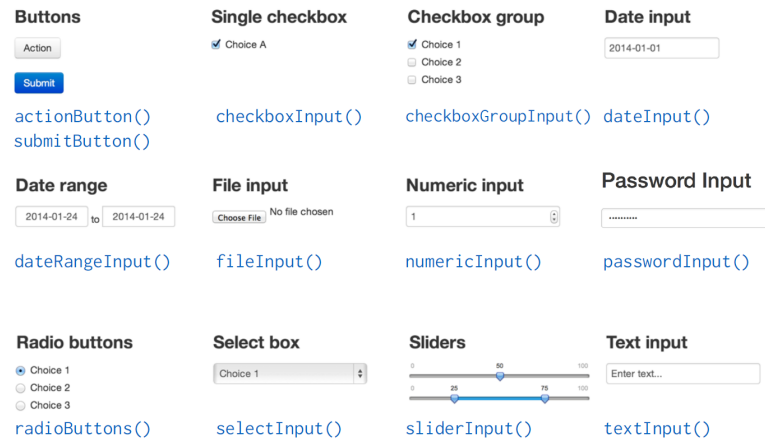 Buttons
Action
Submit
actionButton()
submitButton()
Single checkbox
Choice A
checkboxInput()
Checkbox group
Choice 1
Choice 2
Choice 3
checkboxGroupInput()
Date input
2014-01-01
dateInput()
Date range
2014-01-24 to 2014-01-24
dateRangeInput()
File input
Choose File No file chosen
fileInput()
Numeric input
1
numericInput()
Password Input
••••••••••
passwordInput()
Radio buttons
Choice 1
Choice 2
Choice 3
radioButtons()
Select box
Choice 1
selectInput()
Sliders
0 50 100
0 25 75 100
sliderInput()
Text input
Enter text...
textInput()